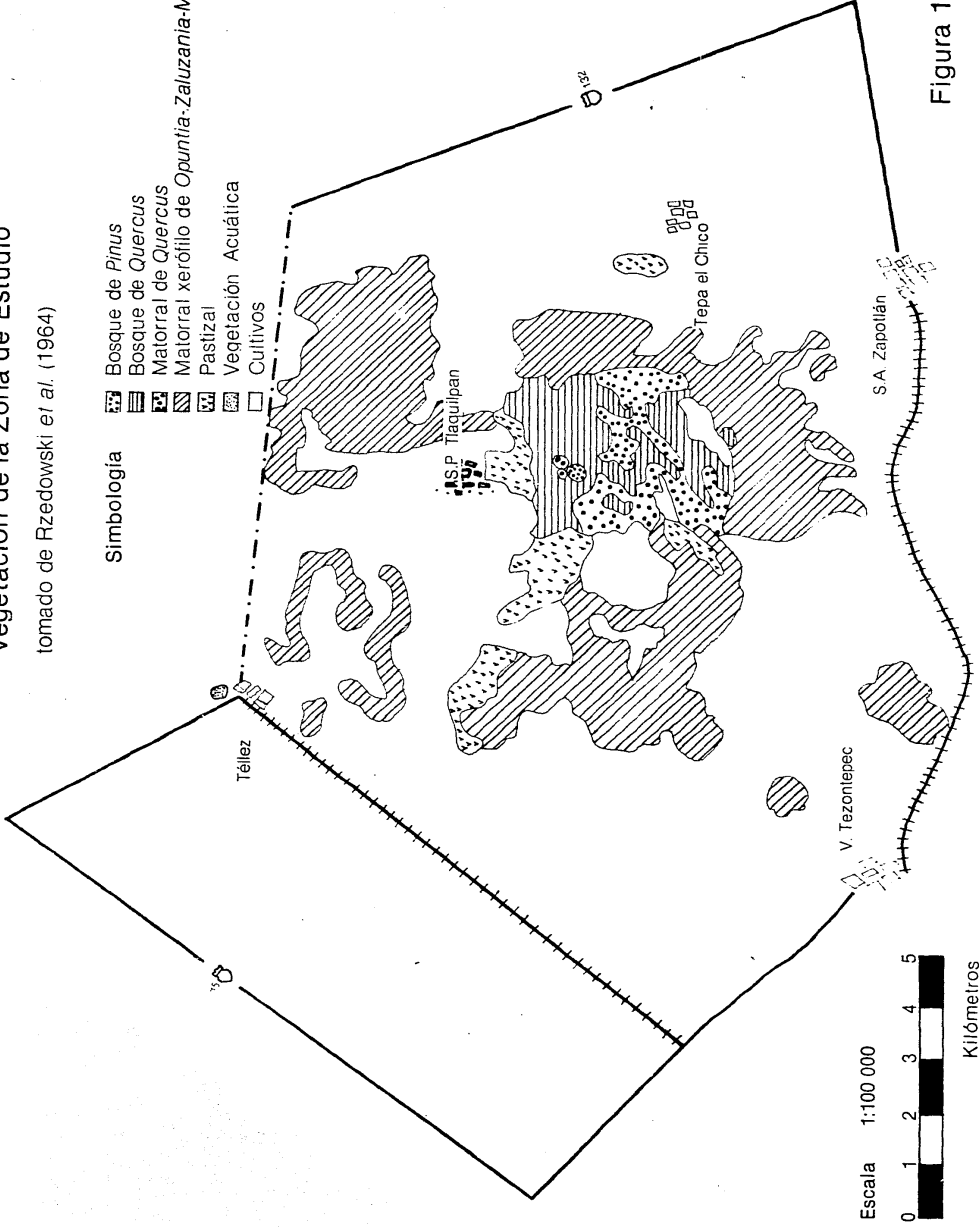 Vegetación de la Zona de Estudio
tomado de Rzedowski et al. (1964)
Simbología
Bosque de Pinus
Bosque de Quercus
Matorral de Quercus
Matorral xerófilo de Opuntia-Zaluzania-M
Pastizal
Vegetación Acuática
Cultivos
132
Téllez
S.P. Tlaquilpan
Tepa el Chico
S.A. Zapotlán
V. Tezontepec
Escala 1:100 000
0 1 2 3 4 5
Kilómetros
Figura 1